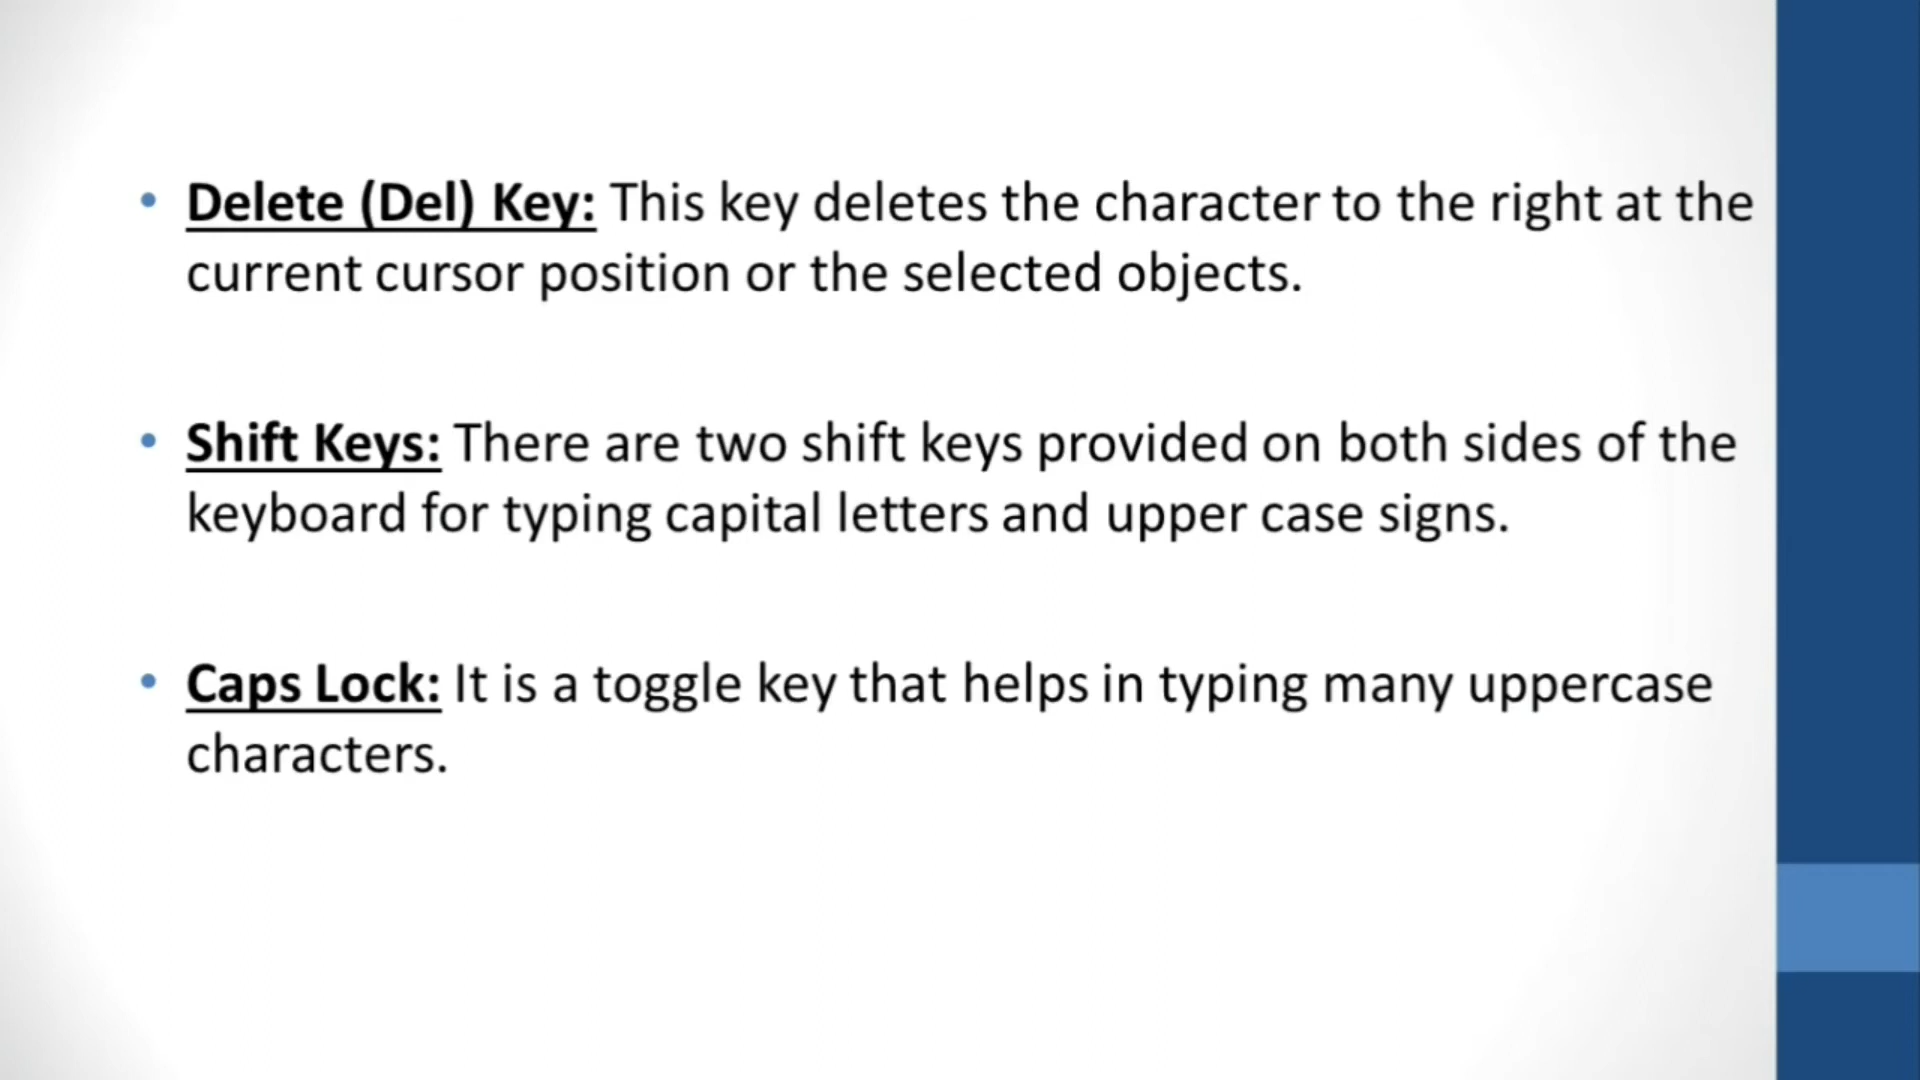 • Delete (Del) Key: This key deletes the character to the right at the
current cursor position or the selected objects.
• Shift Keys: There are two shift keys provided on both sides of the
keyboard for typing capital letters and upper case signs.
• Caps Lock: It is a toggle key that helps in typing many uppercase
characters.